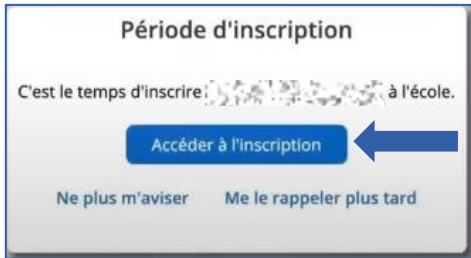 Période d'inscription
C'est le temps d'inscrire à l'école.
Accéder à l'inscription
Ne plus m'aviser Me le rappeler plus tard